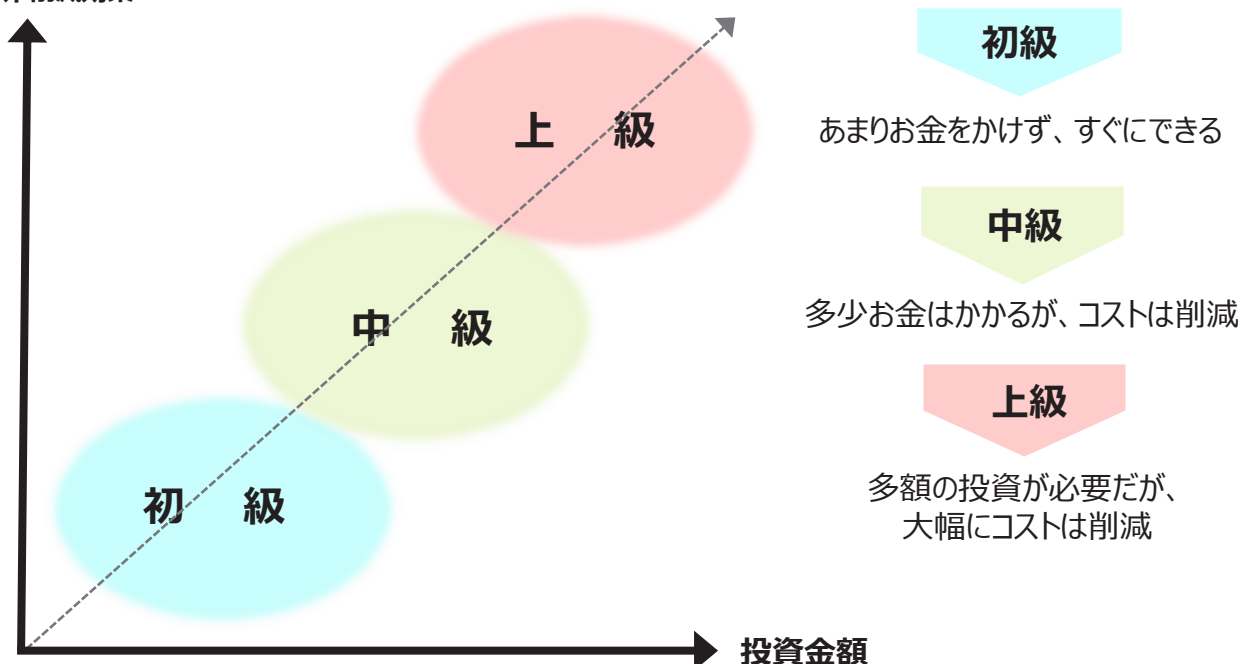 上 級
中 級
初 級
投資金額
初級
あまりお金をかけず、すぐにできる
中級
多少お金はかかるが、コストは削減
上級
多額の投資が必要だが、
大幅にコストは削減